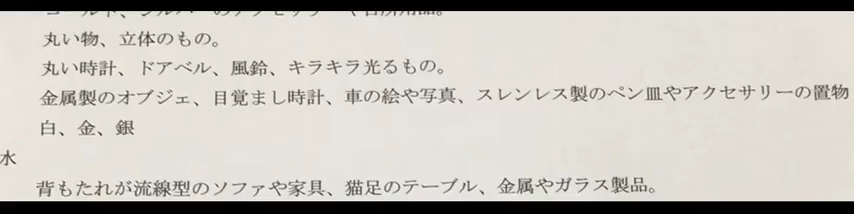 丸い物、立体のもの。
丸い時計、ドアベル、風鈴、キラキラ光るもの。
金属製のオブジェ、目覚まし時計、車の絵や写真、スレンレス製のペン皿やアクセサリーの置物
白、金、銀
水
背もたれが流線型のソファや家具、猫足のテーブル、金属やガラス製品。